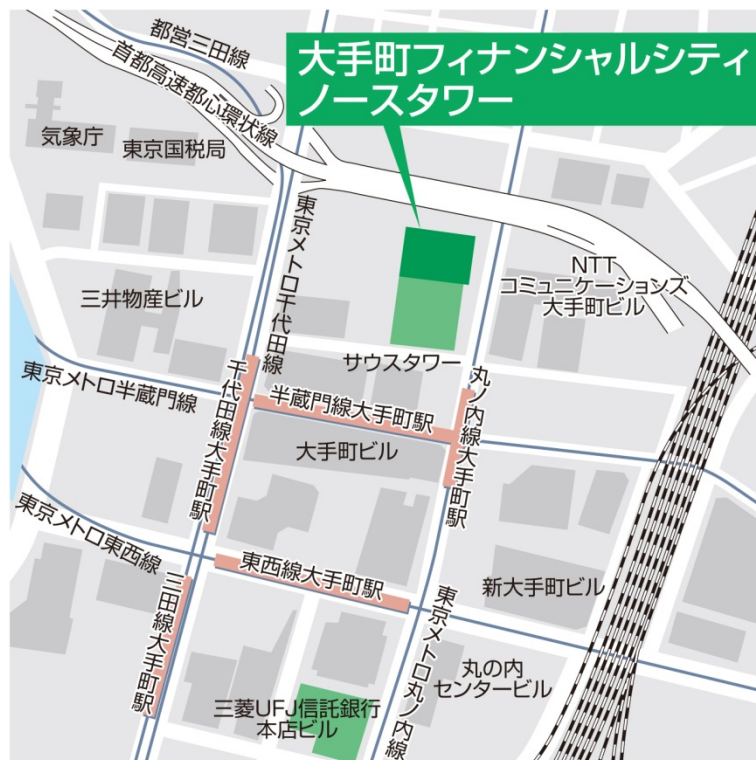 都営三田線
首都高速都心環状線
大手町フィナンシャルシティ
ノースタワー
気象庁
東京国税局
東京メトロ千代田線
NTT
コミュニケーションズ
大手町ビル
三井物産ビル
サウスタワー
東京メトロ半蔵門線
千代田線大手町駅
半蔵門線大手町駅
丸ノ内線大手町駅
大手町ビル
東京メトロ東西線
東西線大手町駅
新大手町ビル
三田線大手町駅
東京メトロ丸ノ内線
丸の内
センタービル
三菱UFJ信託銀行
本店ビル